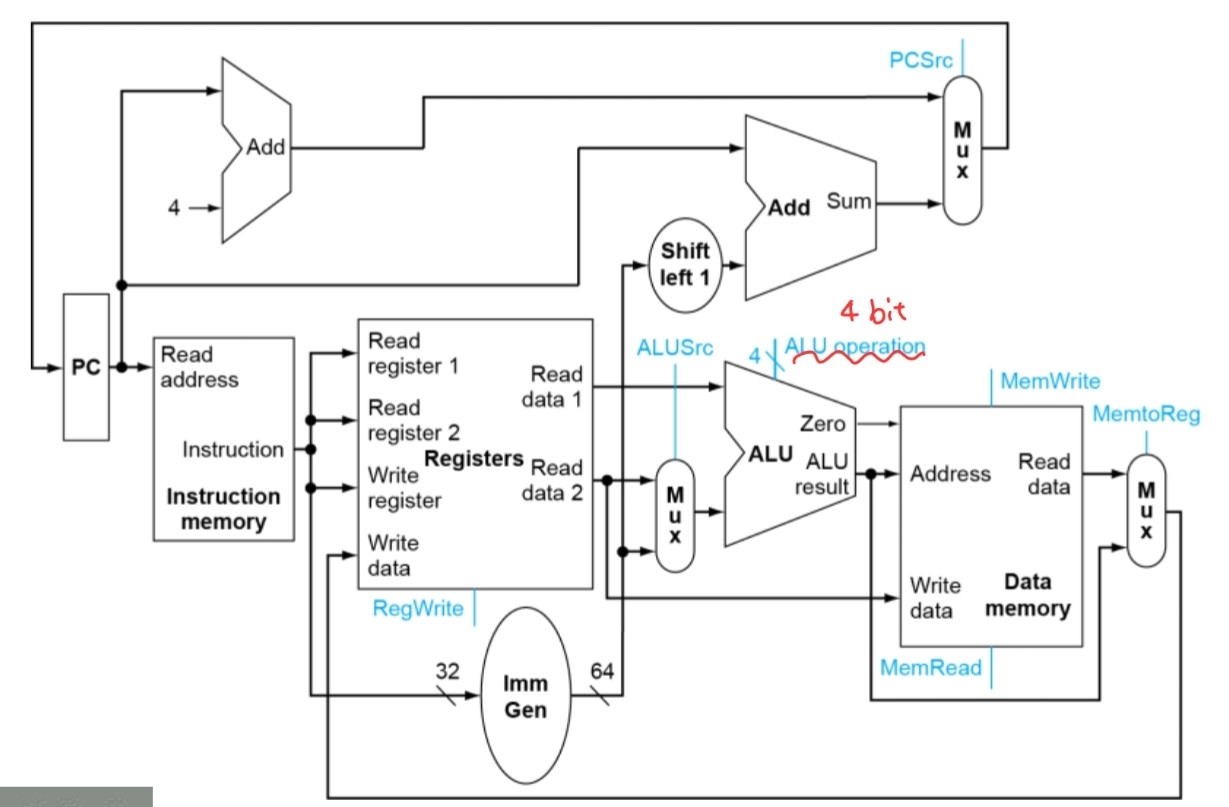 PCSrc
M
u
x
Add
4
Add Sum
Shift
left 1
4 bit
ALUSrc
4 ALU operation
PC
Read
address
Instruction
Instruction
memory
Read
register 1
Read
register 2
Write
register
Write
data
Registers
Read
data 1
Read
data 2
RegWrite
M
u
x
Zero
ALU
ALU
result
MemWrite
MemtoReg
Address
Read
data
Write
data
Data
memory
MemRead
M
u
x
32
Imm
Gen
64